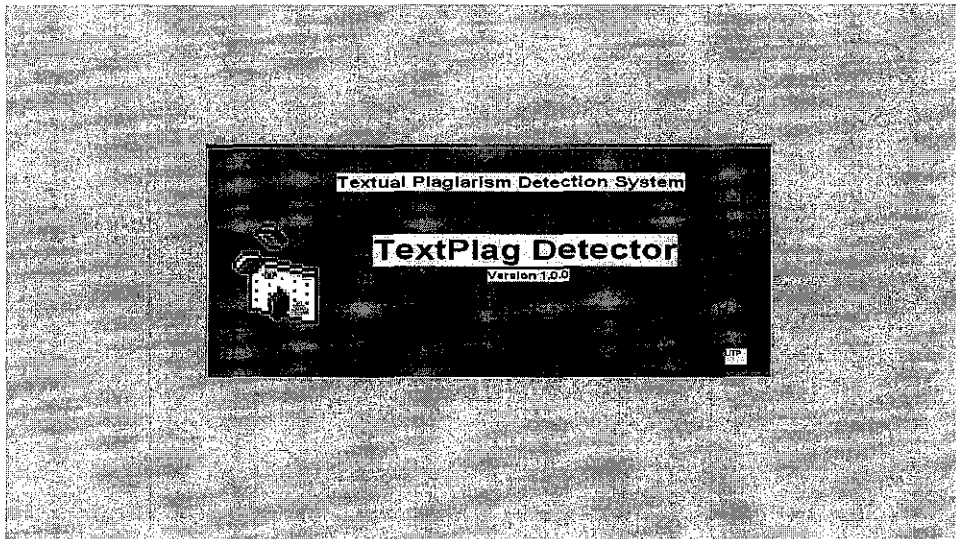 Textual Plagiarism Detection System
TextPlag Detector
Version 1.0.0
UTP